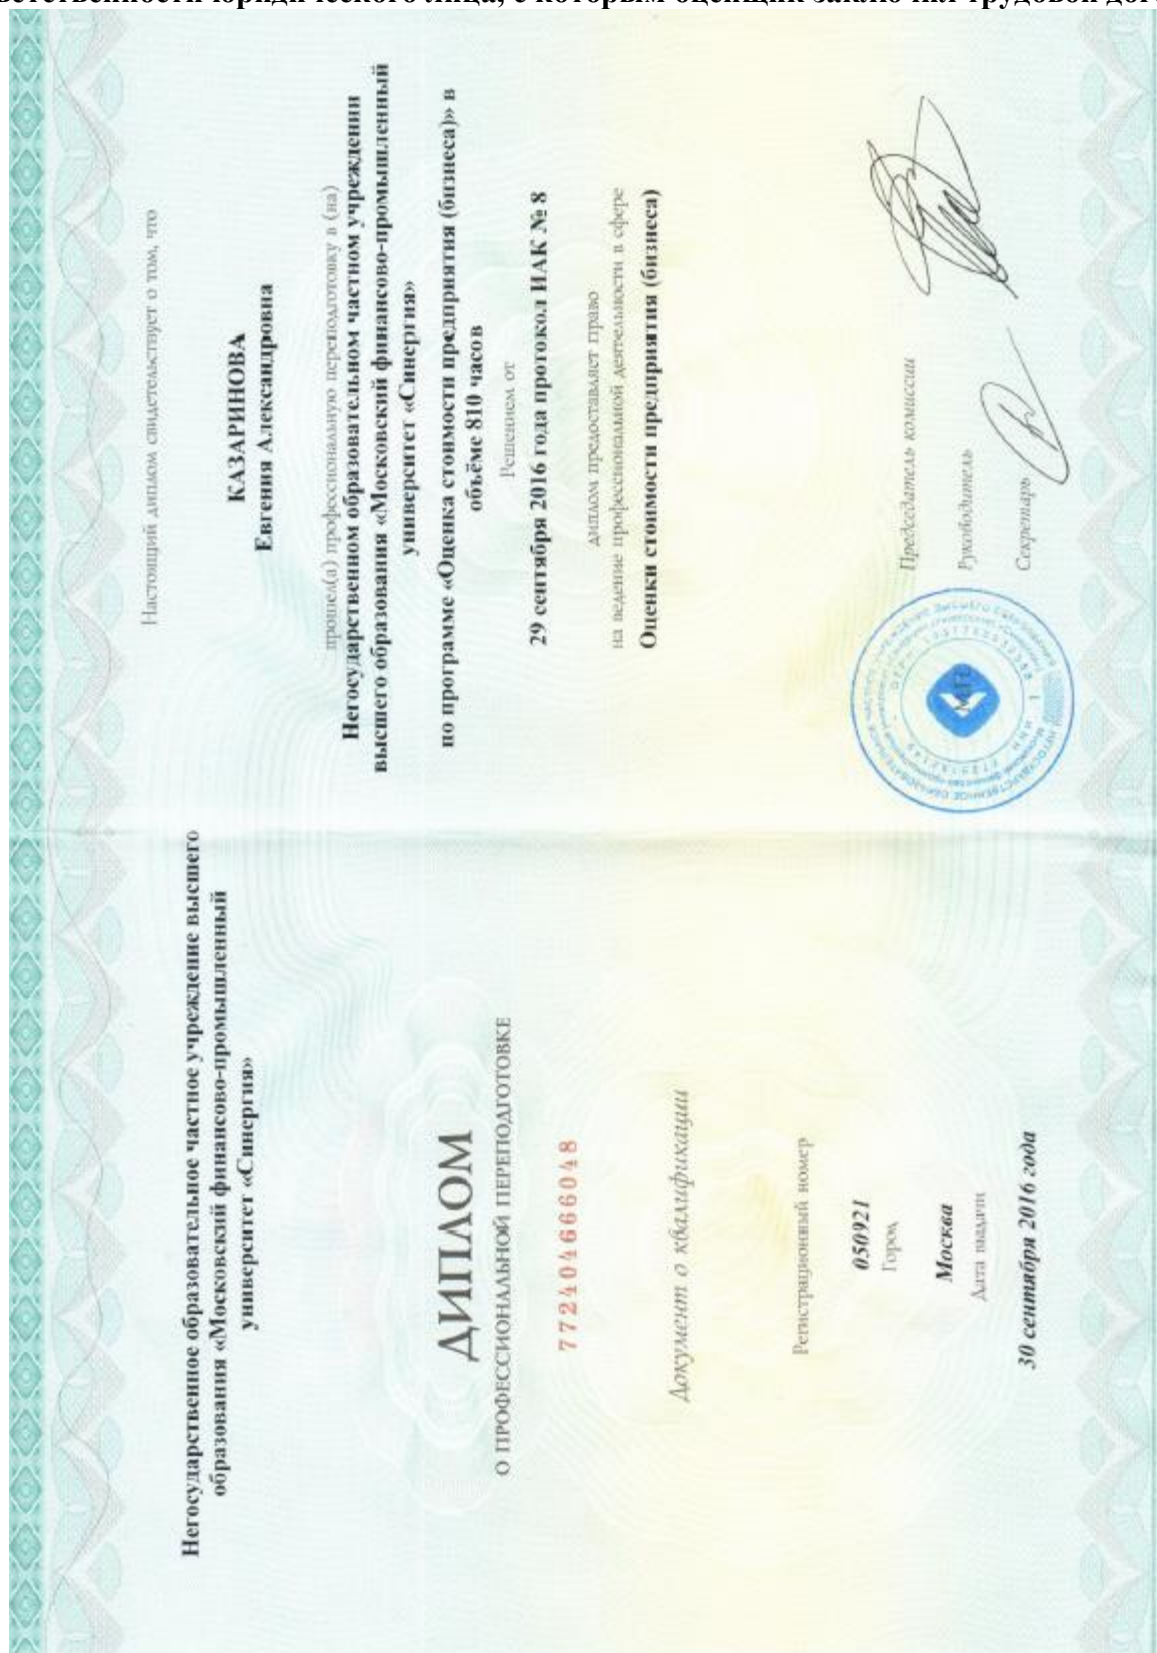 ветственности юридического лица, с которым оценщик заключил трудовой дог
Негосударственное образовательное частное учреждение высшего
образования «Московский финансово-промышленный
университет «Синергия»
ДИПЛОМ
О ПРОФЕССИОНАЛЬНОЙ ПЕРЕПОДГОТОВКЕ
772404666048
Документ о квалификации
Регистрационный номер
050921
Город
Москва
Дата выдачи
30 сентября 2016 года
Настоящий диплом свидетельствует о том, что
КАЗАРИНОВА
Евгения Александровна
прошел(а) профессиональную переподготовку в (на)
Негосударственном образовательном частном учреждении
высшего образования «Московский финансово-промышленный
университет «Синергия»
по программе «Оценка стоимости предприятия (бизнеса)» в
объёме 810 часов
Решением от
29 сентября 2016 года протокол ИАК № 8
диплом предоставляет право
на ведение профессиональной деятельности в сфере
Оценки стоимости предприятия (бизнеса)
Председатель комиссии
Руководитель
Секретарь
М.П.